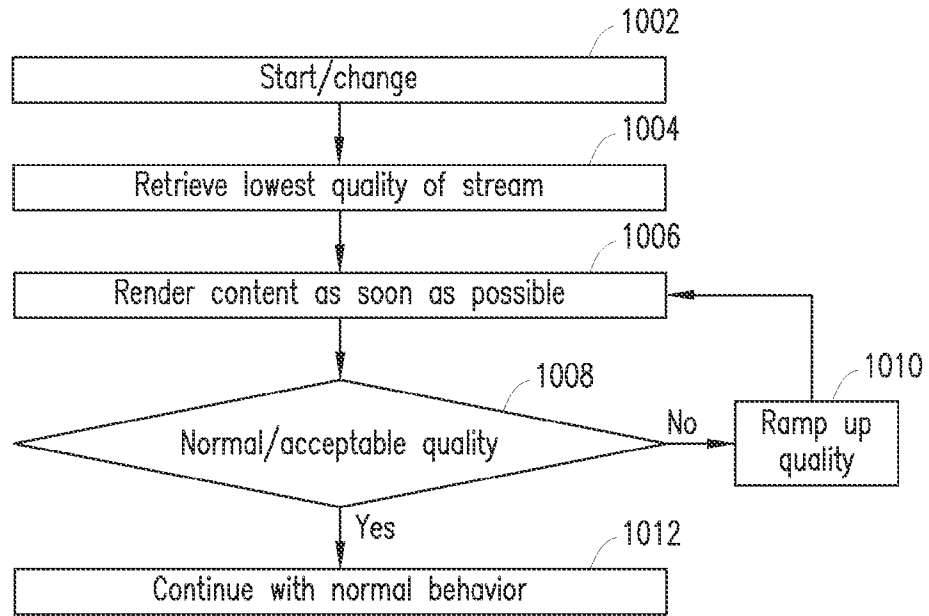 1002
Start/change
1004
Retrieve lowest quality of stream
1006
Render content as soon as possible
1008
Normal/acceptable quality
No
1010
Ramp up
quality
Yes
1012
Continue with normal behavior